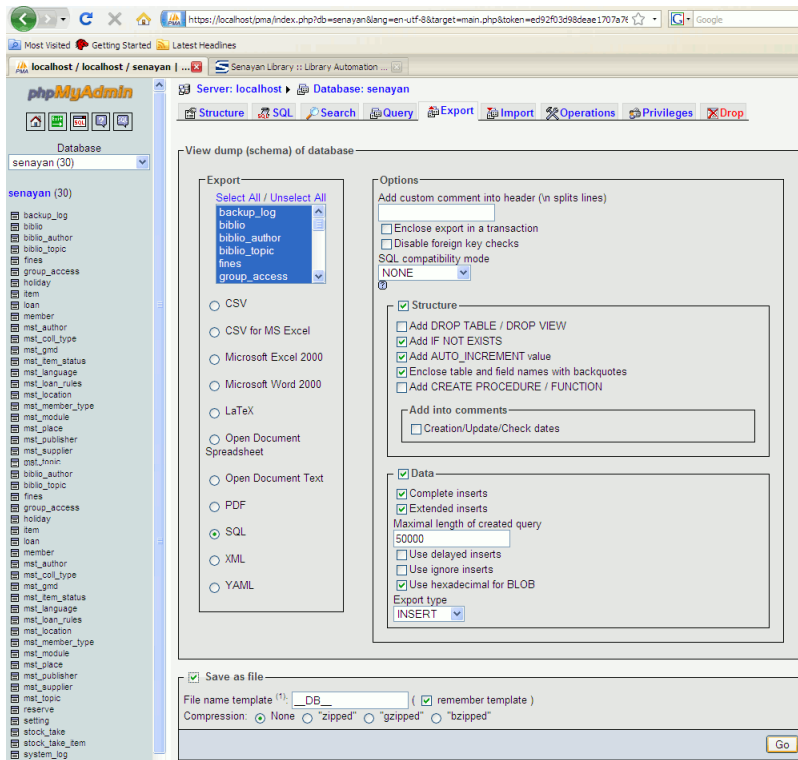 https://localhost/pma/index.php?db=senayan&lang=en-utf-8&target=main.php&token=ed92f03d98deae1707a76
G Google
Most Visited Getting Started Latest Headlines
localhost / localhost / senayan | ... Senayan Library :: Library Automation ...
phpMyAdmin
Database
senayan (30)
senayan (30)
backup_log
biblio
biblio_author
biblio_topic
fines
group_access
holiday
item
loan
member
mst_author
mst_coll_type
mst_gmd
mst_item_status
mst_language
mst_loan_rules
mst_location
mst_member_type
mst_module
mst_place
mst_publisher
mst_supplier
mst_topic
biblio_author
biblio_topic
fines
group_access
holiday
item
loan
member
mst_author
mst_coll_type
mst_gmd
mst_item_status
mst_language
mst_loan_rules
mst_location
mst_member_type
mst_module
mst_place
mst_publisher
mst_supplier
mst_topic
reserve
setting
stock_take
stock_take_item
system_log
Server: localhost Database: senayan
Structure SQL Search Query Export Import Operations Privileges Drop
View dump (schema) of database
Export
Select All / Unselect All
backup_log
biblio
biblio_author
biblio_topic
fines
group_access
CSV
CSV for MS Excel
Microsoft Excel 2000
Microsoft Word 2000
LaTeX
Open Document
Spreadsheet
Open Document Text
PDF
SQL
XML
YAML
Options
Add custom comment into header (\n splits lines)
Enclose export in a transaction
Disable foreign key checks
SQL compatibility mode
NONE
Structure
Add DROP TABLE / DROP VIEW
Add IF NOT EXISTS
Add AUTO_INCREMENT value
Enclose table and field names with backquotes
Add CREATE PROCEDURE / FUNCTION
Add into comments
Creation/Update/Check dates
Data
Complete inserts
Extended inserts
Maximal length of created query
50000
Use delayed inserts
Use ignore inserts
Use hexadecimal for BLOB
Export type
INSERT
Save as file
File name template (1): __DB__ ( remember template )
Compression: None "zipped" "gzipped" "bzipped"
Go